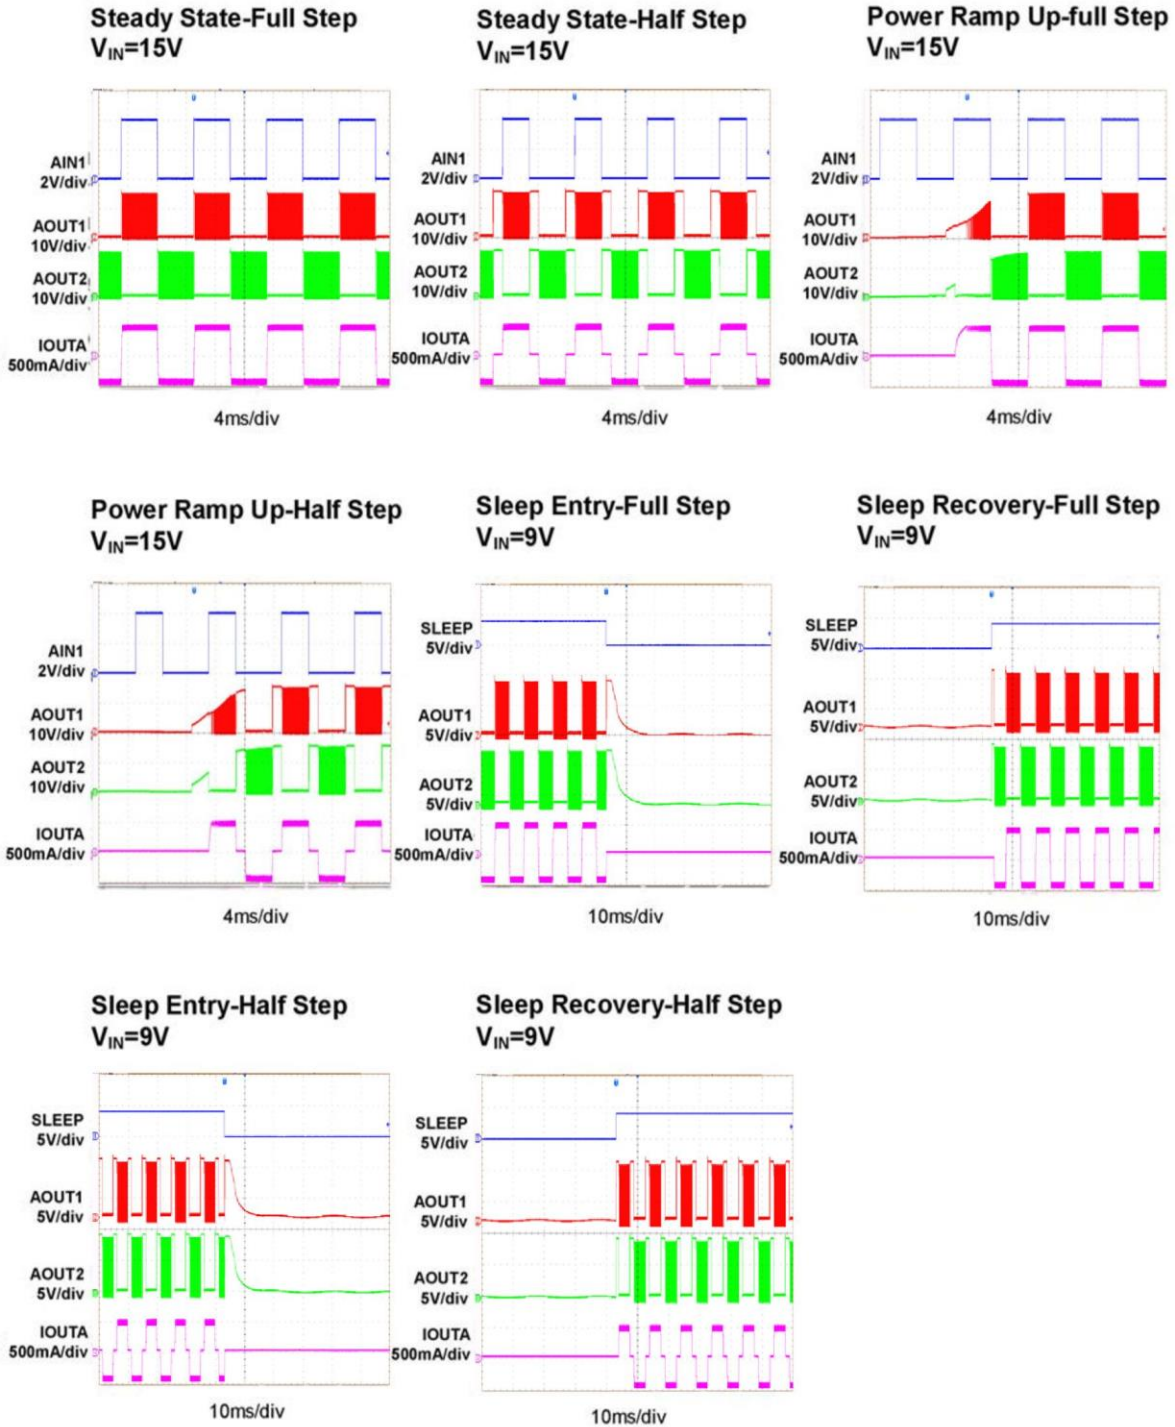 Steady State-Full Step
VIN=15V
AIN1
2V/div
AOUT1
10V/div
AOUT2
10V/div
IOUTA
500mA/div
4ms/div
Steady State-Half Step
VIN=15V
AIN1
2V/div
AOUT1
10V/div
AOUT2
10V/div
IOUTA
500mA/div
4ms/div
Power Ramp Up-full Step
VIN=15V
AIN1
2V/div
AOUT1
10V/div
AOUT2
10V/div
IOUTA
500mA/div
4ms/div
Power Ramp Up-Half Step
VIN=15V
AIN1
2V/div
AOUT1
10V/div
AOUT2
10V/div
IOUTA
500mA/div
4ms/div
Sleep Entry-Full Step
VIN=9V
SLEEP
5V/div
AOUT1
5V/div
AOUT2
5V/div
IOUTA
500mA/div
10ms/div
Sleep Recovery-Full Step
VIN=9V
SLEEP
5V/div
AOUT1
5V/div
AOUT2
5V/div
IOUTA
500mA/div
10ms/div
Sleep Entry-Half Step
VIN=9V
SLEEP
5V/div
AOUT1
5V/div
AOUT2
5V/div
IOUTA
500mA/div
10ms/div
Sleep Recovery-Half Step
VIN=9V
SLEEP
5V/div
AOUT1
5V/div
AOUT2
5V/div
IOUTA
500mA/div
10ms/div